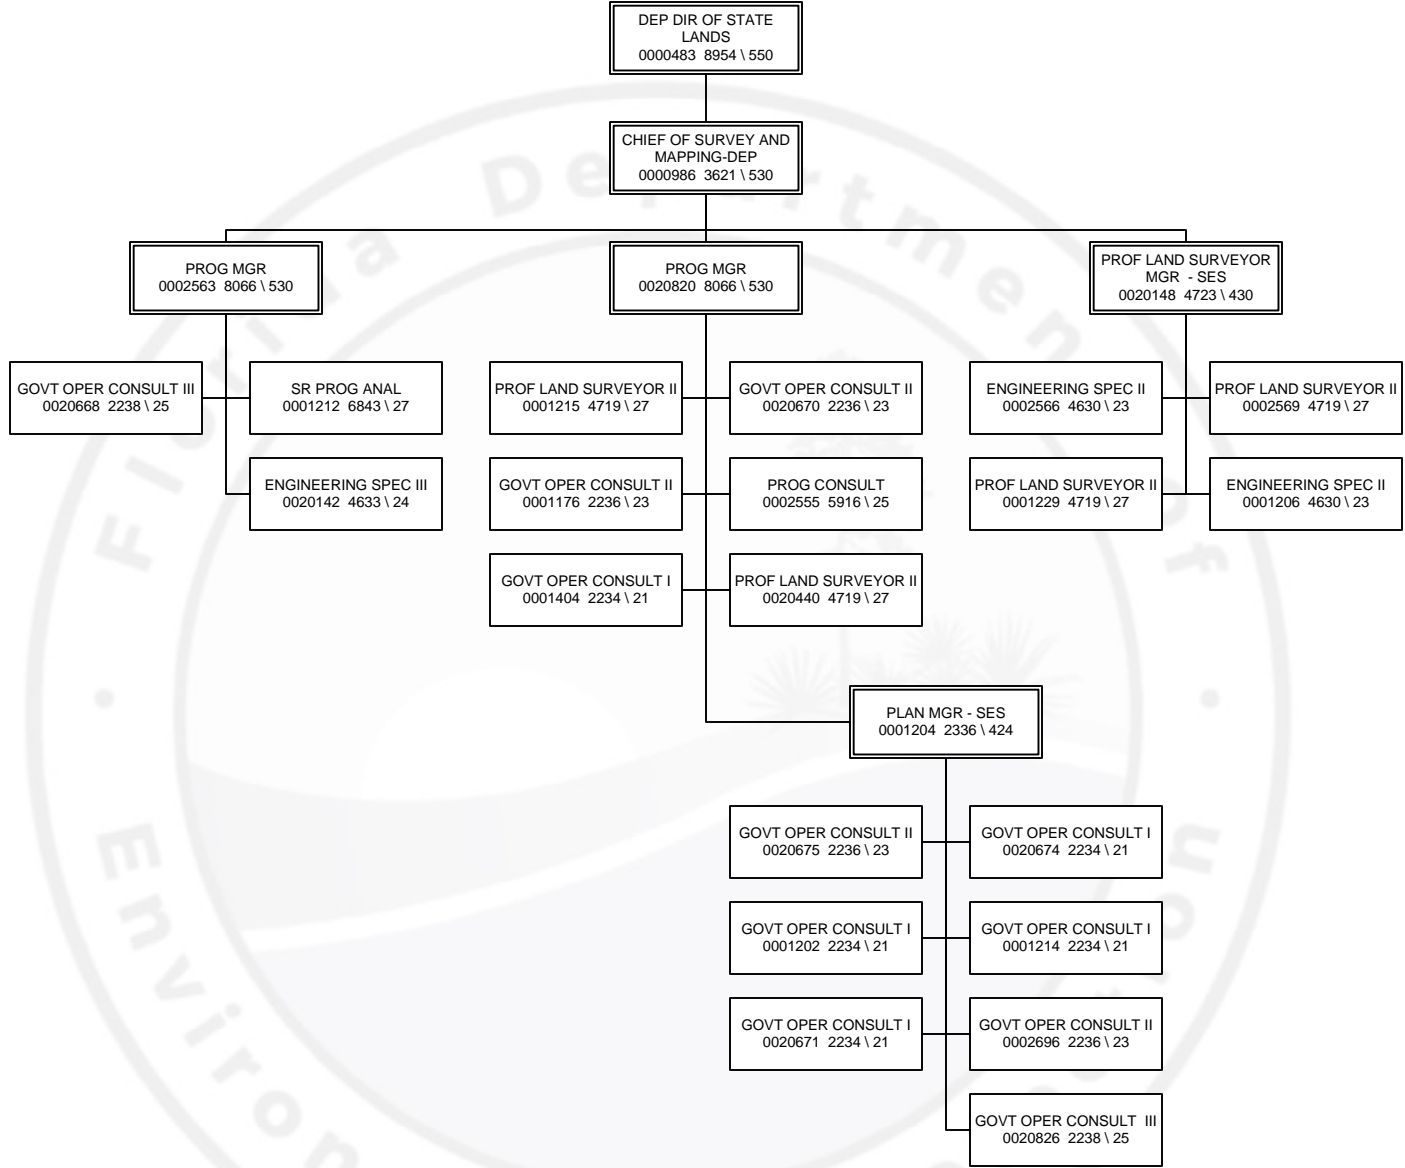 DEP DIR OF STATE
LANDS
0000483 8954 \ 550
CHIEF OF SURVEY AND
MAPPING-DEP
0000986 3621 \ 530
PROG MGR
0002563 8066 \ 530
PROG MGR
0020820 8066 \ 530
PROF LAND SURVEYOR
MGR - SES
0020148 4723 \ 430
GOVT OPER CONSULT III
0020668 2238 \ 25
SR PROG ANAL
0001212 6843 \ 27
PROF LAND SURVEYOR II
0001215 4719 \ 27
GOVT OPER CONSULT II
0020670 2236 \ 23
ENGINEERING SPEC II
0002566 4630 \ 23
PROF LAND SURVEYOR II
0002569 4719 \ 27
ENGINEERING SPEC III
0020142 4633 \ 24
GOVT OPER CONSULT II
0001176 2236 \ 23
PROG CONSULT
0002555 5916 \ 25
PROF LAND SURVEYOR II
0001229 4719 \ 27
ENGINEERING SPEC II
0001206 4630 \ 23
GOVT OPER CONSULT I
0001404 2234 \ 21
PROF LAND SURVEYOR II
0020440 4719 \ 27
PLAN MGR - SES
0001204 2336 \ 424
GOVT OPER CONSULT II
0020675 2236 \ 23
GOVT OPER CONSULT I
0020674 2234 \ 21
GOVT OPER CONSULT I
0001202 2234 \ 21
GOVT OPER CONSULT I
0001214 2234 \ 21
GOVT OPER CONSULT I
0020671 2234 \ 21
GOVT OPER CONSULT II
0002696 2236 \ 23
GOVT OPER CONSULT III
0020826 2238 \ 25